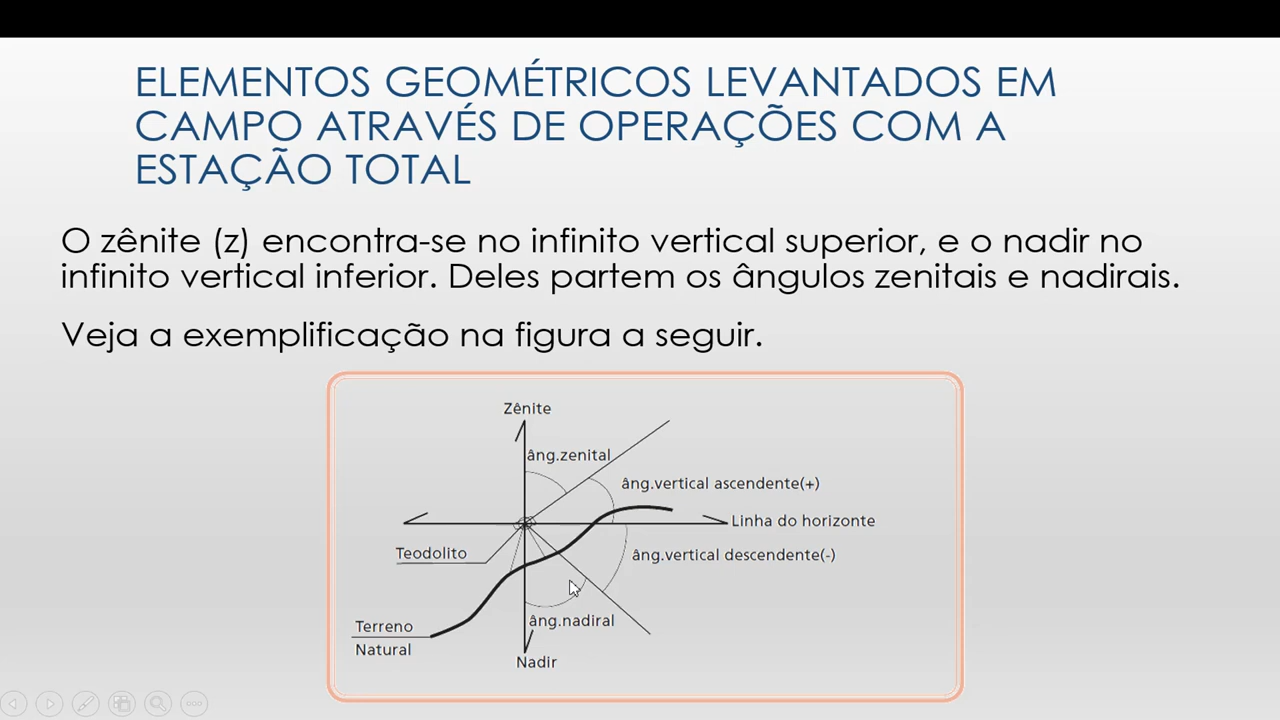 ELEMENTOS GEOMÉTRICOS LEVANTADOS EM
CAMPO ATRAVÉS DE OPERAÇÕES COM A
ESTAÇÃO TOTAL
O zênite (z) encontra-se no infinito vertical superior, e o nadir no
infinito vertical inferior. Deles partem os ângulos zenitais e nadirais.
Veja a exemplificação na figura a seguir.
Zênite
âng.zenital
âng.vertical ascendente(+)
Linha do horizonte
Teodolito
âng.vertical descendente(-)
âng.nadiral
Terreno
Natural
Nadir